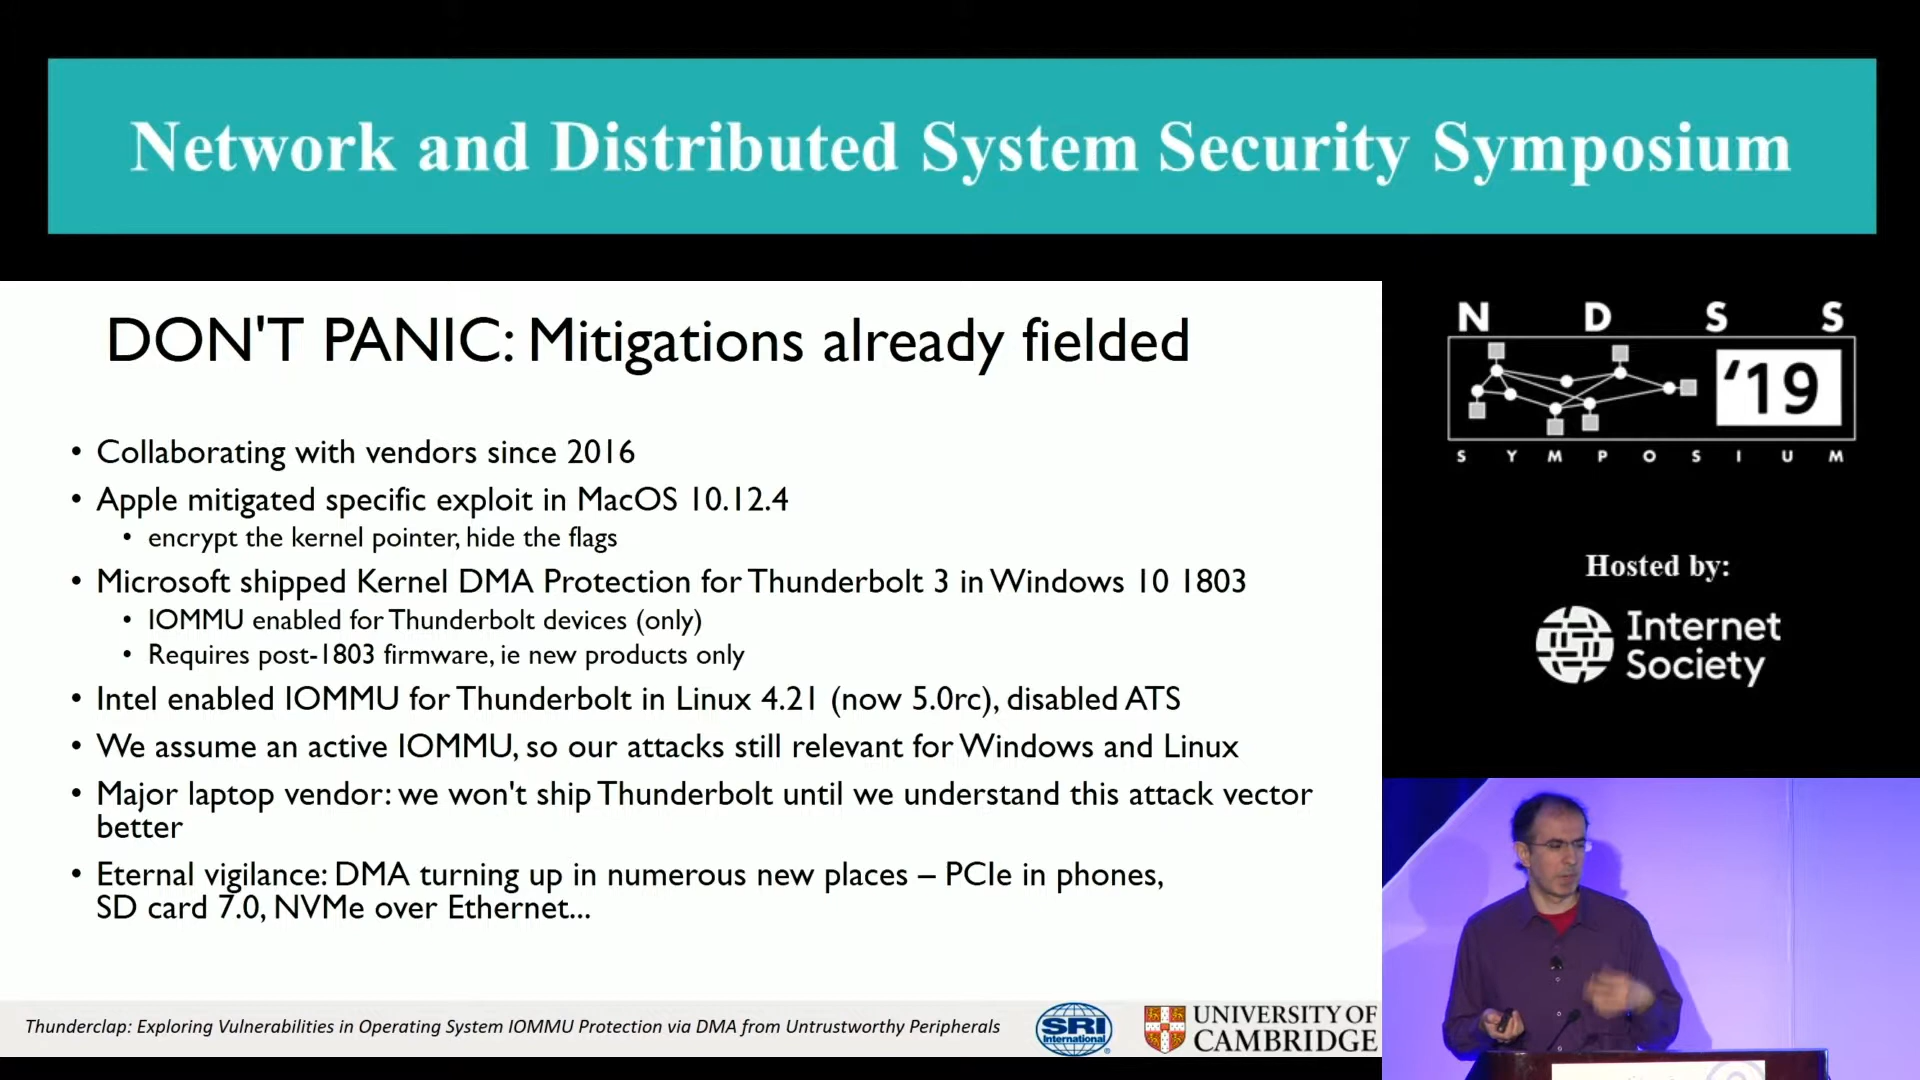 Network and Distributed System Security Symposium
DON'T PANIC: Mitigations already fielded
• Collaborating with vendors since 2016
• Apple mitigated specific exploit in MacOS 10.12.4
• encrypt the kernel pointer, hide the flags
• Microsoft shipped Kernel DMA Protection for Thunderbolt 3 in Windows 10 1803
• IOMMU enabled for Thunderbolt devices (only)
• Requires post-1803 firmware, ie new products only
• Intel enabled IOMMU for Thunderbolt in Linux 4.21 (now 5.0rc), disabled ATS
• We assume an active IOMMU, so our attacks still relevant for Windows and Linux
• Major laptop vendor: we won't ship Thunderbolt until we understand this attack vector
better
• Eternal vigilance: DMA turning up in numerous new places – PCIe in phones,
SD card 7.0, NVMe over Ethernet...
Thunderclap: Exploring Vulnerabilities in Operating System IOMMU Protection via DMA from Untrustworthy Peripherals
SRI
International
UNIVERSITY OF
CAMBRIDGE
N D S S
'19
S Y M P O S I U M
Hosted by:
Internet
Society